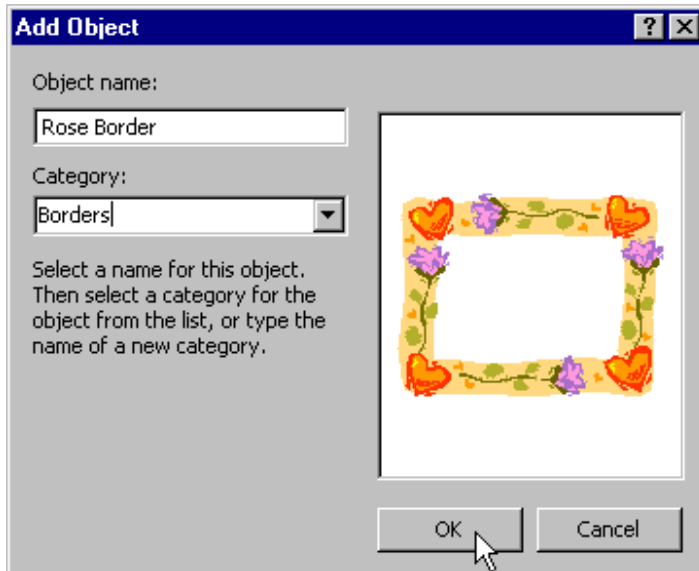 Add Object
Object name:
Rose Border
Category:
Borders
Select a name for this object.
Then select a category for the
object from the list, or type the
name of a new category.
OK
Cancel